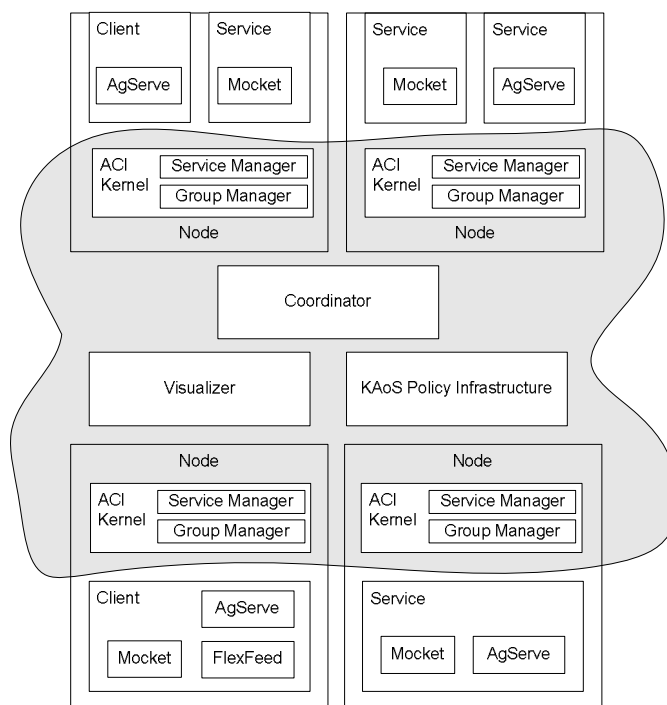 Client
AgServe
Service
Mocket
Service
Mocket
Service
AgServe
ACI
Kernel
Service Manager
Group Manager
Node
ACI
Kernel
Service Manager
Group Manager
Node
Coordinator
Visualizer
KAoS Policy Infrastructure
Node
ACI
Kernel
Service Manager
Group Manager
Node
ACI
Kernel
Service Manager
Group Manager
Client
AgServe
Mocket
FlexFeed
Service
Mocket
AgServe